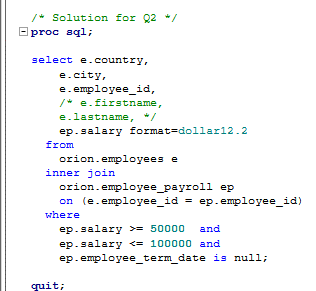 /* Solution for Q2 */
proc sql;
select e.country,
e.city,
e.employee_id,
/* e.firstname,
e.lastname, */
ep.salary format=dollar12.2
from
orion.employees e
inner join
orion.employee_payroll ep
on (e.employee_id = ep.employee_id)
where
ep.salary >= 50000  and
ep.salary <= 100000 and
ep.employee_term_date is null;
quit;